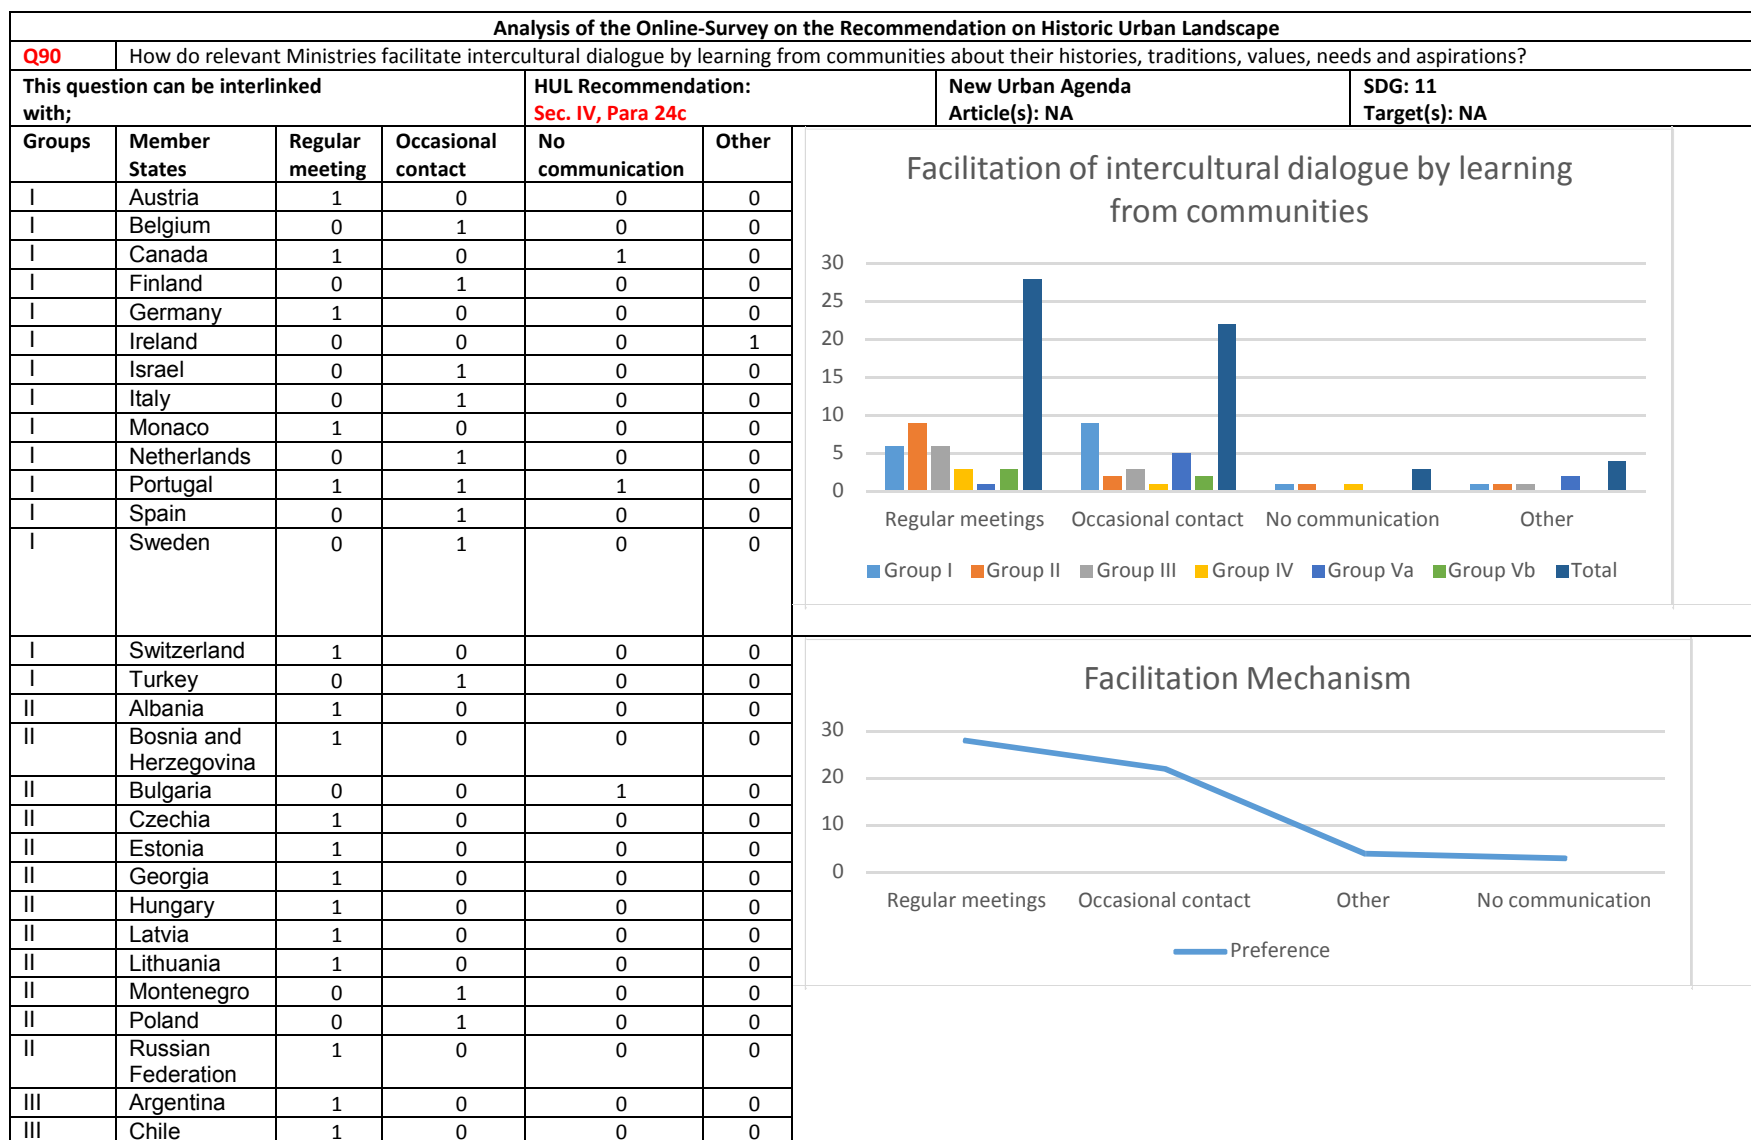 Analysis of the Online-Survey on the Recommendation on Historic Urban Landscape
Q90 How do relevant Ministries facilitate intercultural dialogue by learning from communities about their histories, traditions, values, needs and aspirations?
This question can be interlinked with; HUL Recommendation: Sec. IV, Para 24c New Urban Agenda Article(s): NA SDG: 11 Target(s): NA
Groups Member States Regular meeting Occasional contact No communication Other
I Austria 1 0 0 0
I Belgium 0 1 0 0
I Canada 1 0 1 0
I Finland 0 1 0 0
I Germany 1 0 0 0
I Ireland 0 0 0 1
I Israel 0 1 0 0
I Italy 0 1 0 0
I Monaco 1 0 0 0
I Netherlands 0 1 0 0
I Portugal 1 1 1 0
I Spain 0 1 0 0
I Sweden 0 1 0 0
Facilitation of intercultural dialogue by learning
from communities
30
25
20
15
10
5
0
Regular meetings Occasional contact No communication Other
Group I Group II Group III Group IV Group Va Group Vb Total
I Switzerland 1 0 0 0
I Turkey 0 1 0 0
II Albania 1 0 0 0
II Bosnia and Herzegovina 1 0 0 0
II Bulgaria 0 0 1 0
II Czechia 1 0 0 0
II Estonia 1 0 0 0
II Georgia 1 0 0 0
II Hungary 1 0 0 0
II Latvia 1 0 0 0
II Lithuania 1 0 0 0
II Montenegro 0 1 0 0
II Poland 0 1 0 0
II Russian Federation 1 0 0 0
III Argentina 1 0 0 0
III Chile 1 0 0 0
Facilitation Mechanism
30
20
10
0
Regular meetings Occasional contact Other No communication
Preference